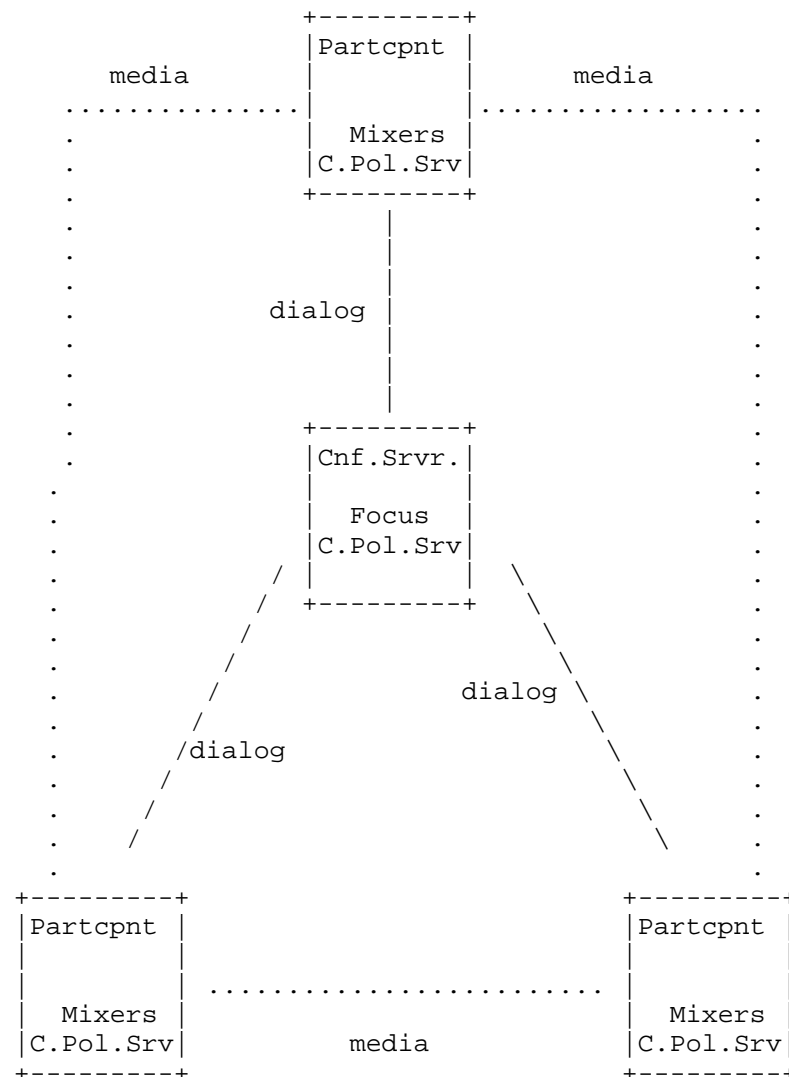 Partcpnt
media media
Mixers
C.Pol.Srv
dialog
Cnf.Srvr.
Focus
C.Pol.Srv
dialog
dialog
Partcpnt Partcpnt
Mixers Mixers
C.Pol.Srv media C.Pol.Srv